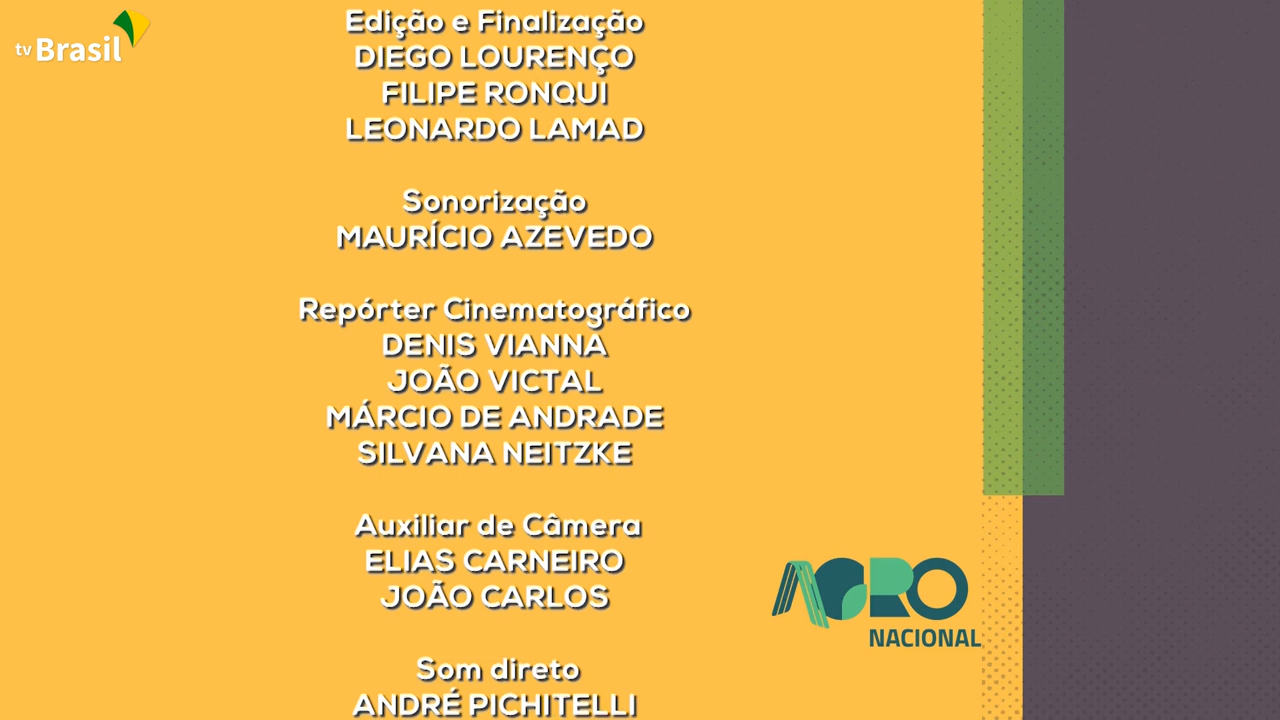 tv Brasil
Edição e Finalização
DIEGO LOURENÇO
FILIPE RONQUI
LEONARDO LAMAD
Sonorização
MAURÍCIO AZEVEDO
Repórter Cinematográfico
DENIS VIANNA
JOÃO VICTAL
MÁRCIO DE ANDRADE
SILVANA NEITZKE
Auxiliar de Câmera
ELIAS CARNEIRO
JOÃO CARLOS
Som direto
ANDRÉ PICHITELLI
AGRO
NACIONAL